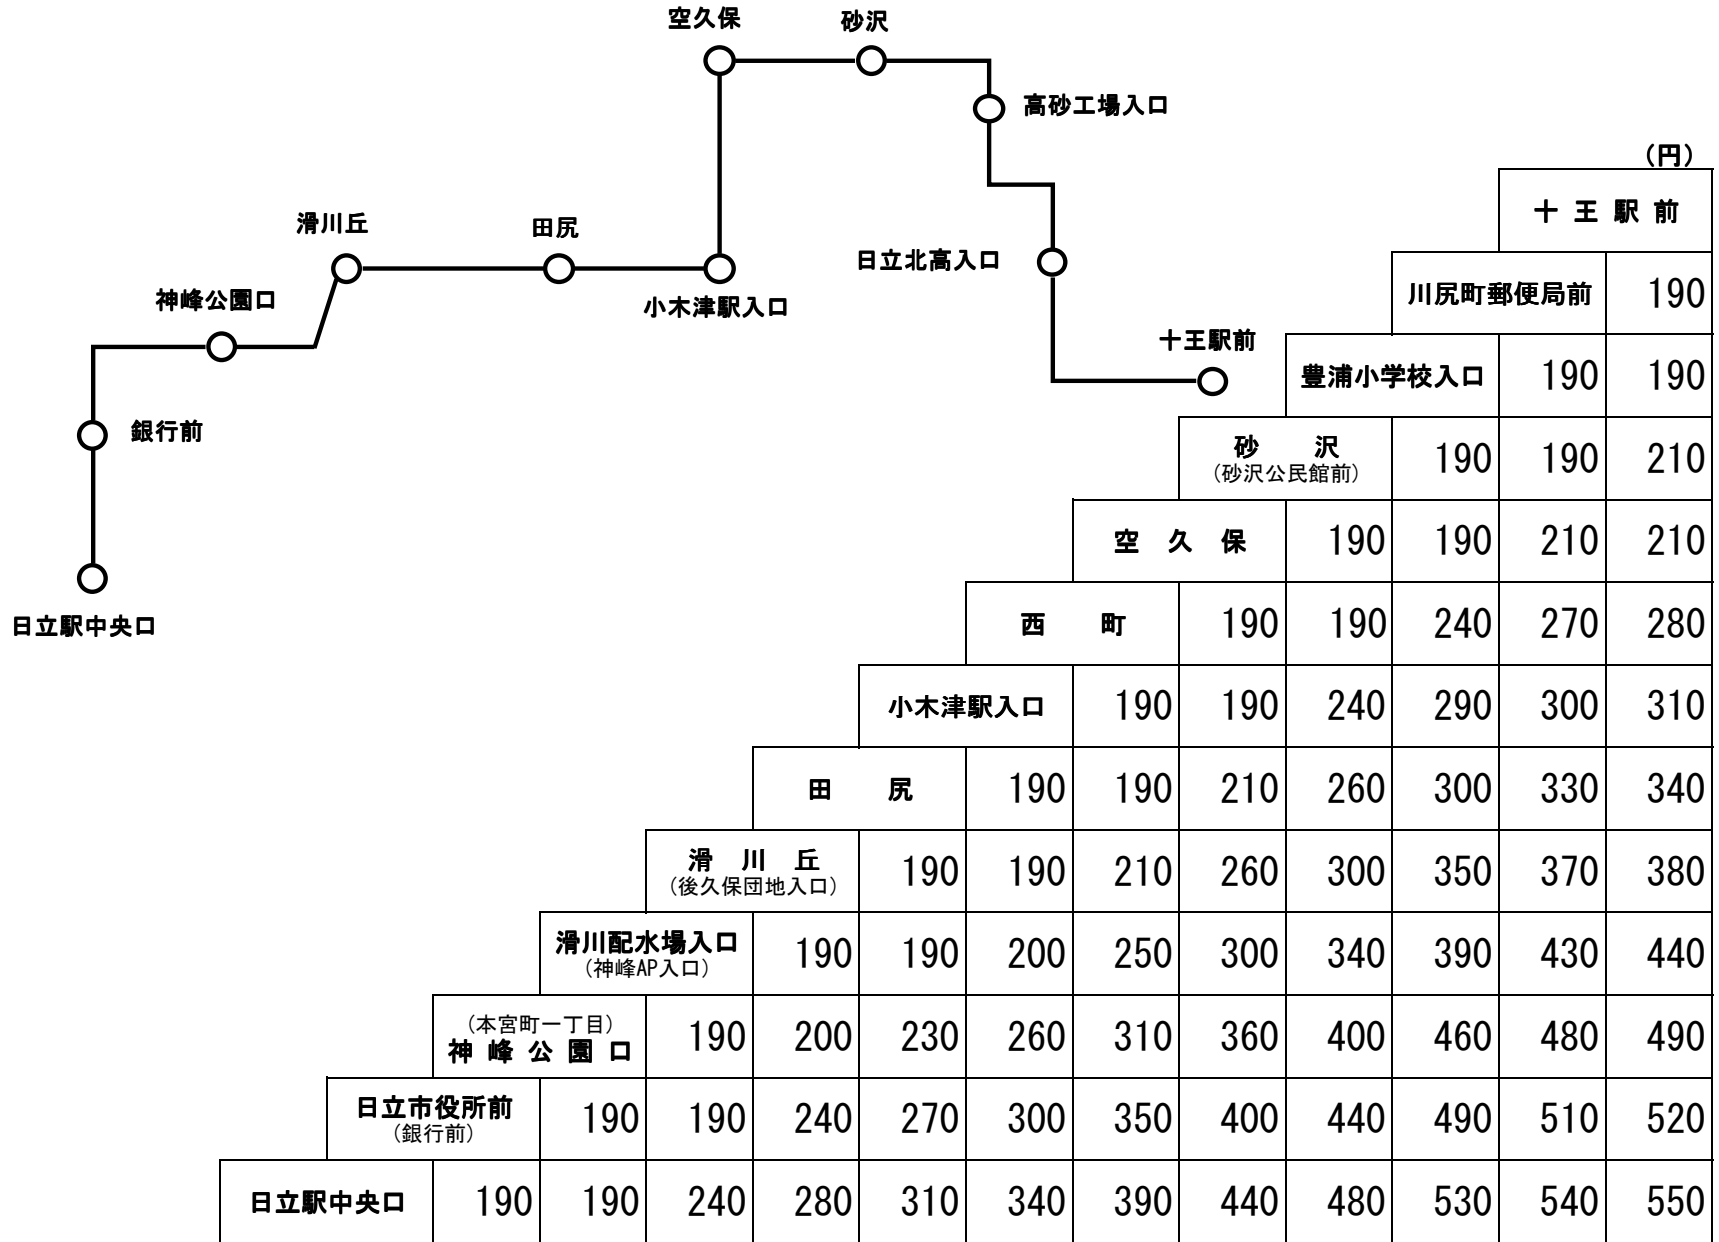 空久保
砂沢
高砂工場入口
滑川丘
田尻
日立北高入口
神峰公園口
小木津駅入口
十王駅前
銀行前
日立駅中央口
(円)
十王駅前
川尻町郵便局前 190
豊浦小学校入口 190 190
砂沢 190 190 210
(砂沢公民館前)
空久保 190 190 210 210
西町 190 190 240 270 280
小木津駅入口 190 190 240 290 300 310
田尻 190 190 210 260 300 330 340
滑川丘 190 190 210 260 300 350 370 380
(後久保団地入口)
滑川配水場入口 190 190 200 250 300 340 390 430 440
(神峰AP入口)
(本宮町一丁目)
神峰公園口 190 200 230 260 310 360 400 460 480 490
日立市役所前 190 190 240 270 300 350 400 440 490 510 520
(銀行前)
日立駅中央口 190 190 240 280 310 340 390 440 480 530 540 550